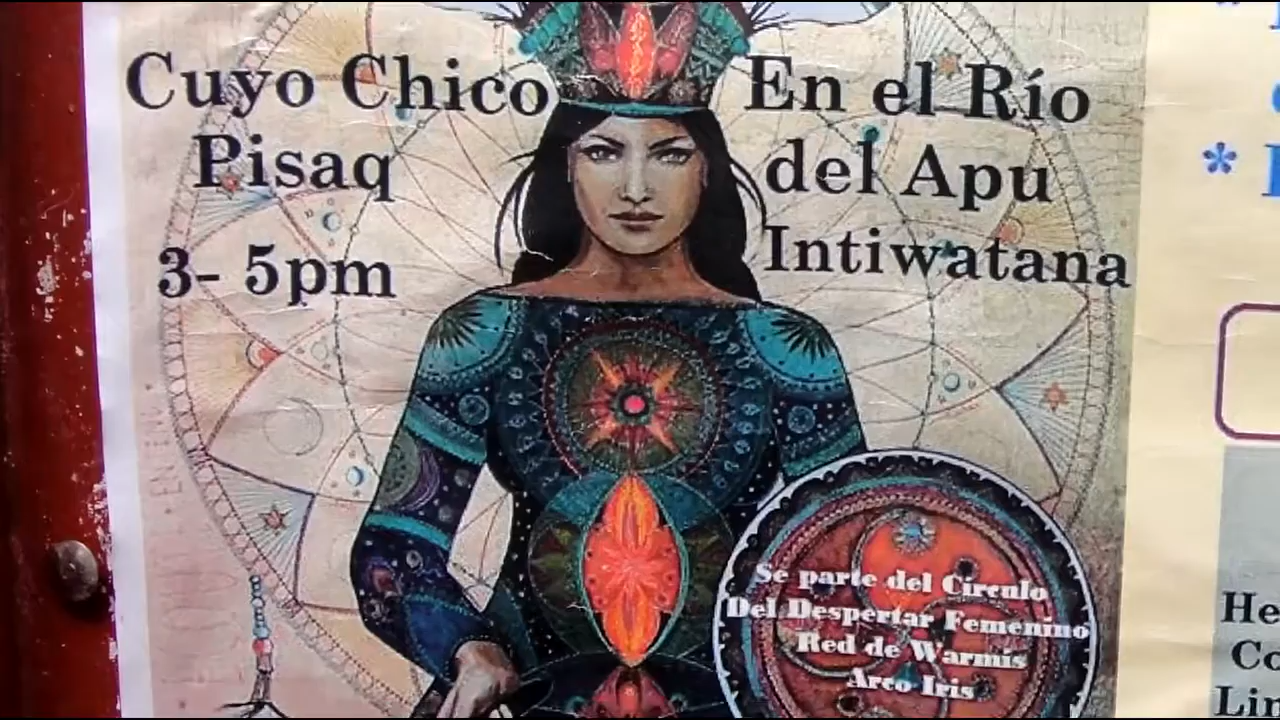 Cuyo Chico
Pisaq
3- 5pm
En el Río
del Apu
Intiwatana
Se parte del Circulo
Del Despertar Femenino
Red de Warmis
Arco Iris
He
Co
Lin